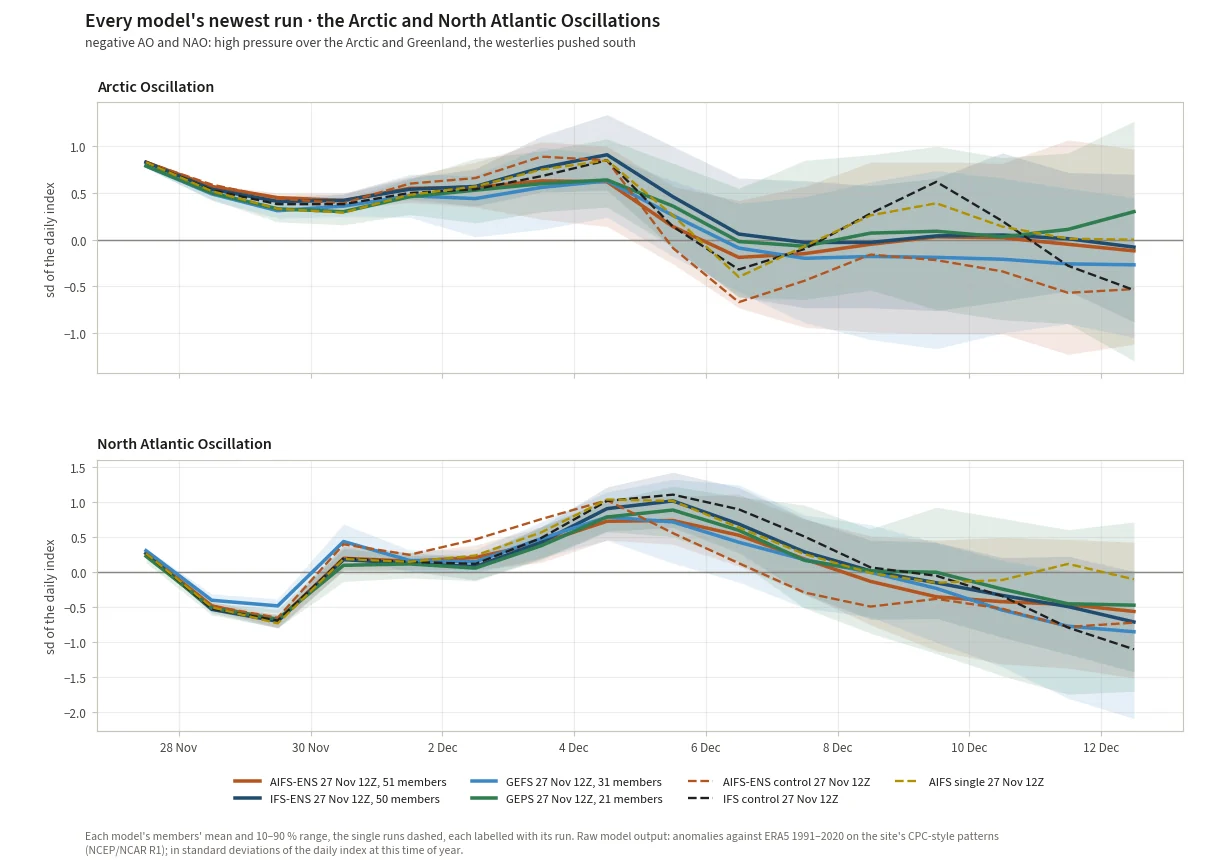 Every model's newest run · the Arctic and North Atlantic Oscillations
negative AO and NAO: high pressure over the Arctic and Greenland, the westerlies pushed south
Arctic Oscillation
1.0
0.5
0.0
−0.5
−1.0
sd of the daily index
North Atlantic Oscillation
1.5
1.0
0.5
0.0
−0.5
−1.0
−1.5
−2.0
sd of the daily index
28 Nov 30 Nov 2 Dec 4 Dec 6 Dec 8 Dec 10 Dec 12 Dec
AIFS-ENS 27 Nov 12Z, 51 members GEFS 27 Nov 12Z, 31 members AIFS-ENS control 27 Nov 12Z AIFS single 27 Nov 12Z
IFS-ENS 27 Nov 12Z, 50 members GEPS 27 Nov 12Z, 21 members IFS control 27 Nov 12Z
Each model's members' mean and 10–90 % range, the single runs dashed, each labelled with its run. Raw model output: anomalies against ERA5 1991–2020 on the site's CPC-style patterns
(NCEP/NCAR R1); in standard deviations of the daily index at this time of year.